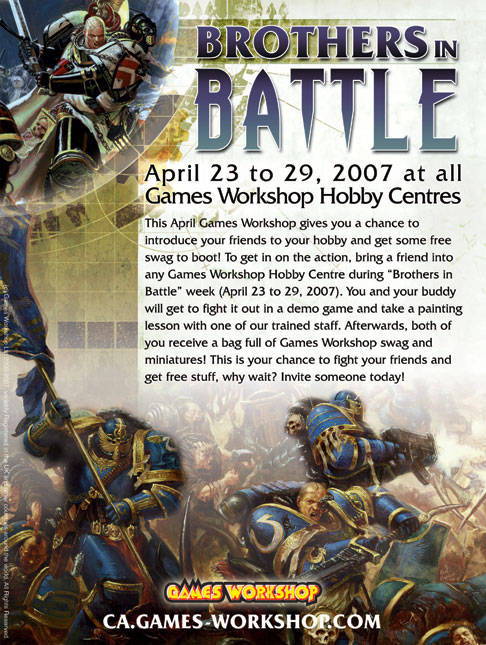 BROTHERS IN
BATTLE
April 23 to 29, 2007 at all
Games Workshop Hobby Centres
This April Games Workshop gives you a chance to
introduce your friends to your hobby and get some free
swag to boot! To get in on the action, bring a friend into
any Games Workshop Hobby Centre during “Brothers in
Battle” week (April 23 to 29, 2007). You and your buddy
will get to fight it out in a demo game and take a painting
lesson with one of our trained staff. Afterwards, both of
you receive a bag full of Games Workshop swag and
miniatures! This is your chance to fight your friends and
get free stuff, why wait? Invite someone today!
GAMES WORKSHOP
CA.GAMES-WORKSHOP.COM